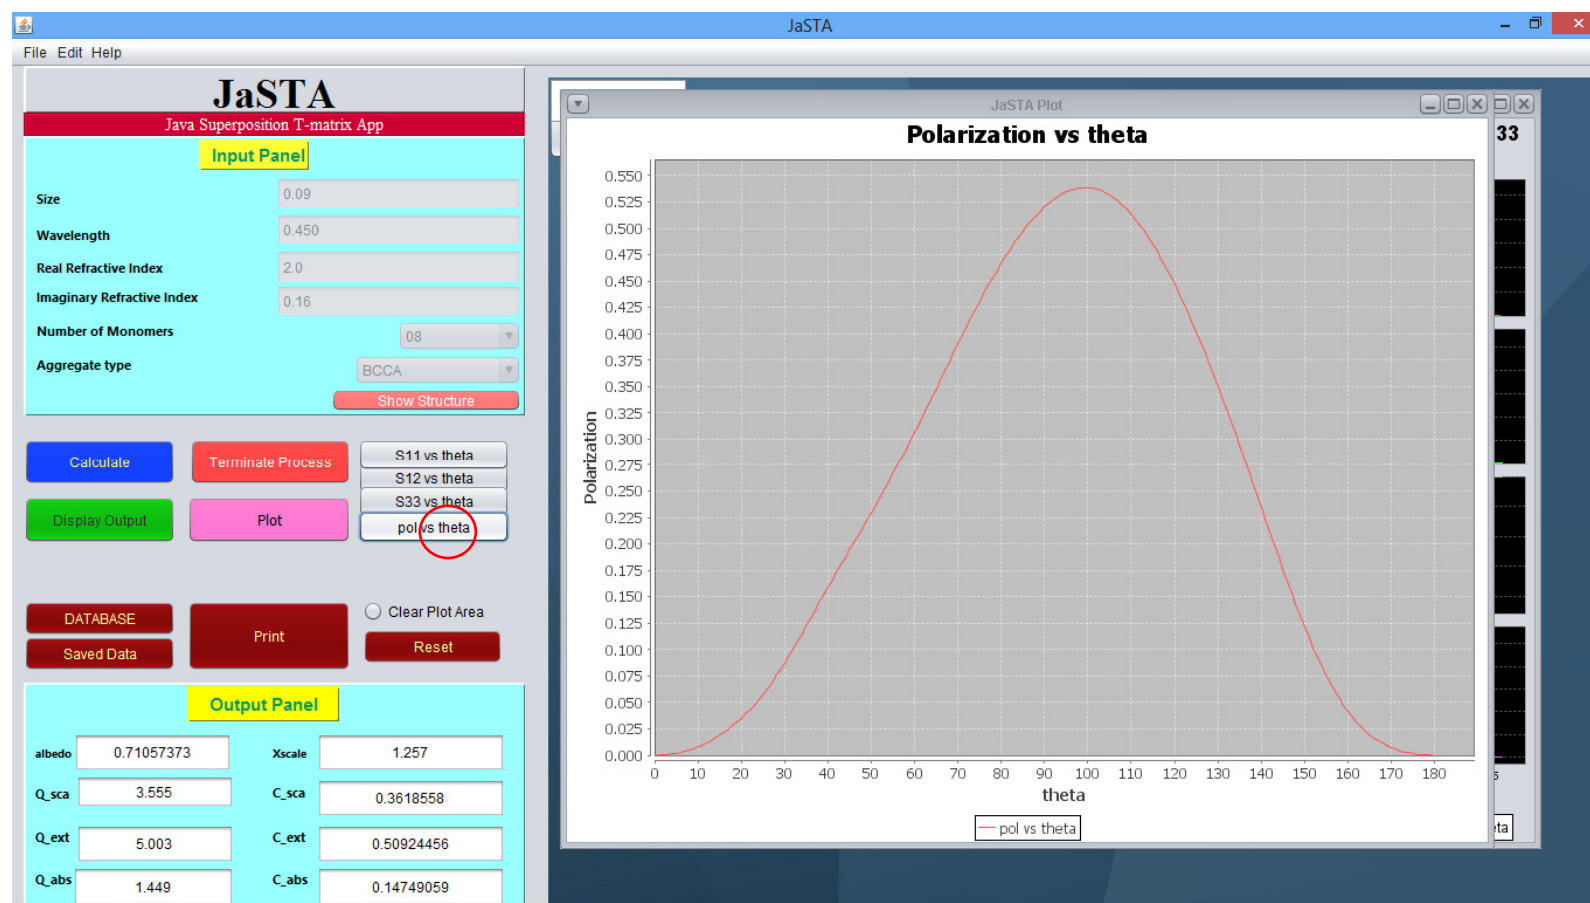 JaSTA
File Edit Help
JaSTA
Java Superposition T-matrix App
Input Panel
Size 0.09
Wavelength 0.450
Real Refractive Index 2.0
Imaginary Refractive Index 0.16
Number of Monomers 08
Aggregate type BCCA
Show Structure
Calculate Terminate Process S11 vs theta
S12 vs theta
S33 vs theta
Display Output Plot pol vs theta
DATABASE Print Clear Plot Area
Saved Data Reset
Output Panel
albedo 0.71057373 Xscale 1.257
Q_sca 3.555 C_sca 0.3618558
Q_ext 5.003 C_ext 0.50924456
Q_abs 1.449 C_abs 0.14749059
JaSTA Plot
Polarization vs theta
33
Polarization
0.550
0.525
0.500
0.475
0.450
0.425
0.400
0.375
0.350
0.325
0.300
0.275
0.250
0.225
0.200
0.175
0.150
0.125
0.100
0.075
0.050
0.025
0.000
0 10 20 30 40 50 60 70 80 90 100 110 120 130 140 150 160 170 180
theta
pol vs theta